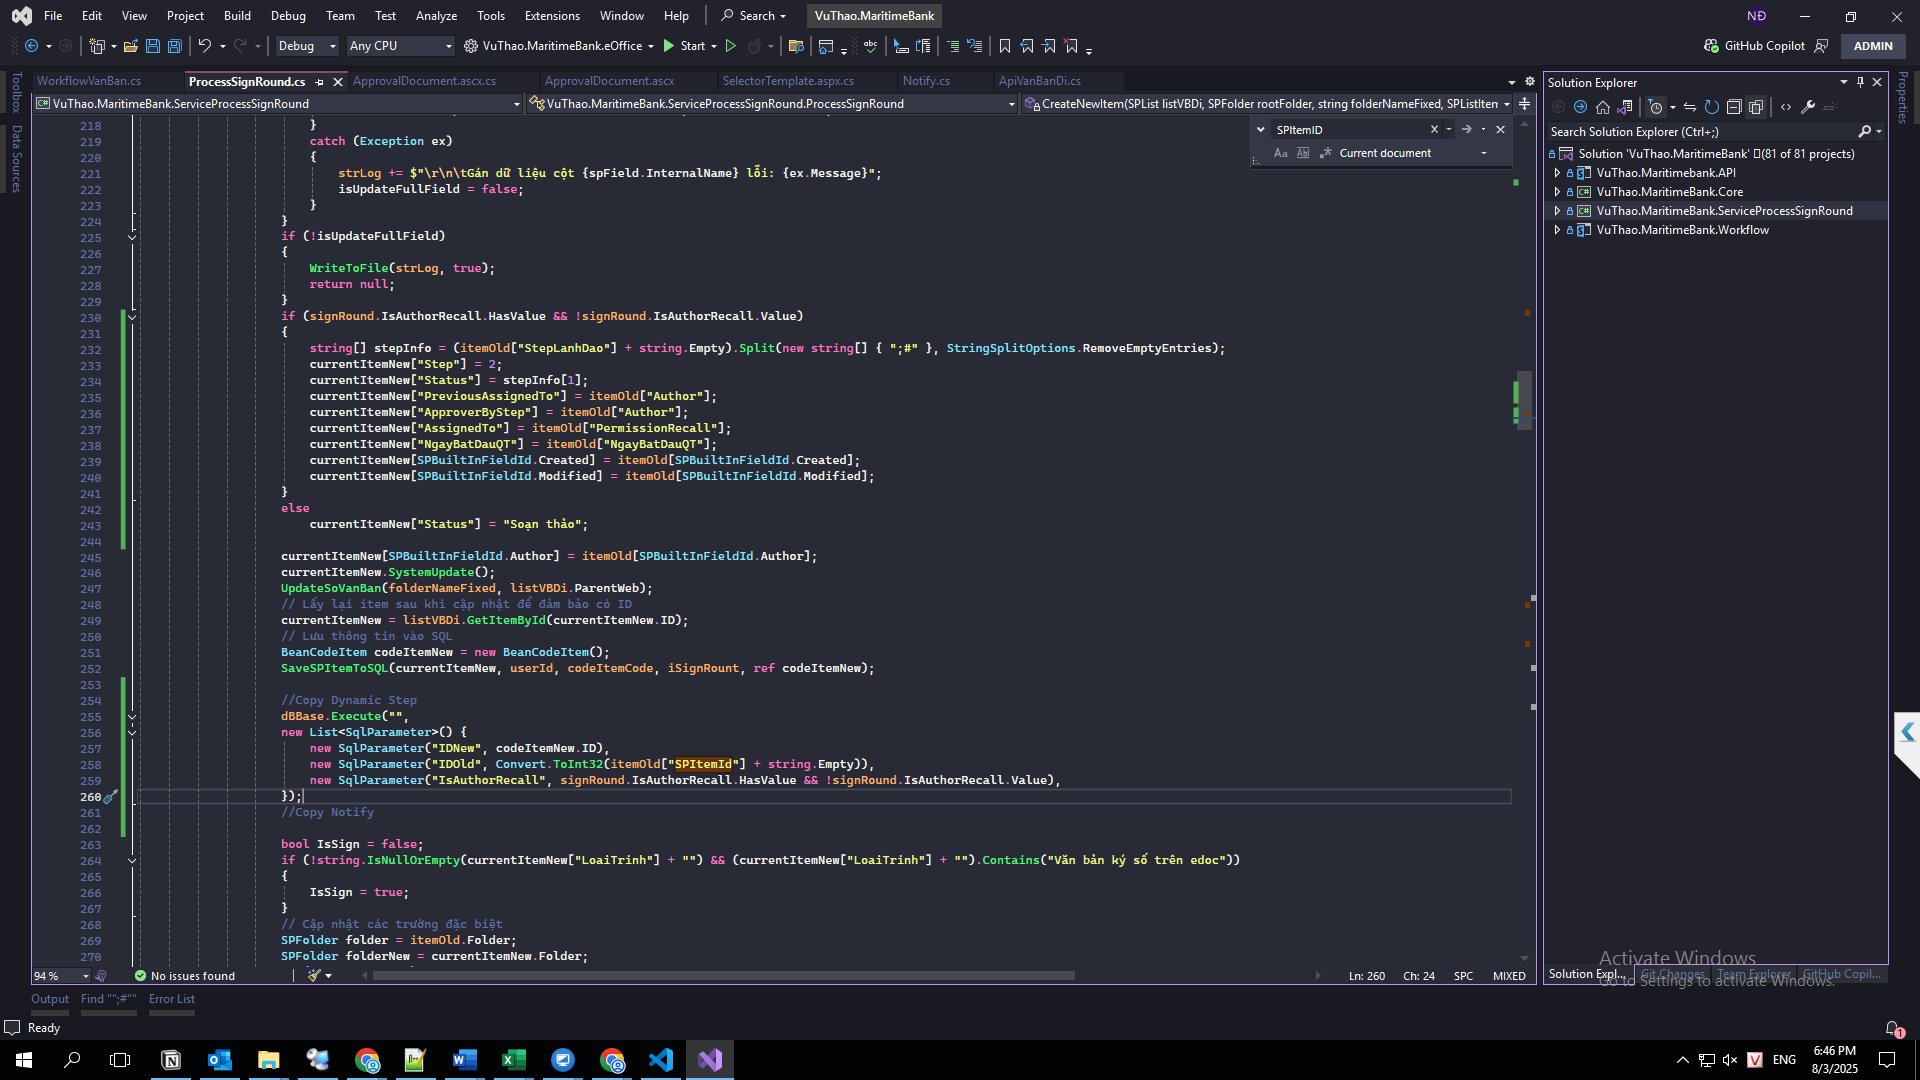 File Edit View Project Build Debug Team Test Analyze Tools Extensions Window Help Search VuThao.MaritimeBank NĐ
Debug Any CPU VuThao.MaritimeBank.eOffice Start GitHub Copilot ADMIN
WorkflowVanBan.cs ProcessSignRound.cs ApprovalDocument.ascx.cs ApprovalDocument.ascx SelectorTemplate.aspx.cs Notify.cs ApiVanBanDi.cs
VuThao.MaritimeBank.ServiceProcessSignRound VuThao.MaritimeBank.ServiceProcessSignRound.ProcessSignRound CreateNewItem(SPList listVBDi, SPFolder rootFolder, string folderNameFixed, SPListItem
Toolbox
Data Sources
SPItemID
Aa Current document
218 }
219 catch (Exception ex)
220 {
221 strLog += $"\r\n\tGán dữ liệu cột {spField.InternalName} lỗi: {ex.Message}";
222 isUpdateFullField = false;
223 }
224 }
225 if (!isUpdateFullField)
226 {
227 WriteToFile(strLog, true);
228 return null;
229 }
230 if (signRound.IsAuthorRecall.HasValue && !signRound.IsAuthorRecall.Value)
231 {
232 string[] stepInfo = (itemOld["StepLanhDao"] + string.Empty).Split(new string[] { ";#" }, StringSplitOptions.RemoveEmptyEntries);
233 currentItemNew["Step"] = 2;
234 currentItemNew["Status"] = stepInfo[1];
235 currentItemNew["PreviousAssignedTo"] = itemOld["Author"];
236 currentItemNew["ApproverByStep"] = itemOld["Author"];
237 currentItemNew["AssignedTo"] = itemOld["PermissionRecall"];
238 currentItemNew["NgayBatDauQT"] = itemOld["NgayBatDauQT"];
239 currentItemNew[SPBuiltInFieldId.Created] = itemOld[SPBuiltInFieldId.Created];
240 currentItemNew[SPBuiltInFieldId.Modified] = itemOld[SPBuiltInFieldId.Modified];
241 }
242 else
243 currentItemNew["Status"] = "Soạn thảo";
244
245 currentItemNew[SPBuiltInFieldId.Author] = itemOld[SPBuiltInFieldId.Author];
246 currentItemNew.SystemUpdate();
247 UpdateSoVanBan(folderNameFixed, listVBDi.ParentWeb);
248 // Lấy lại item sau khi cập nhật để đảm bảo có ID
249 currentItemNew = listVBDi.GetItemById(currentItemNew.ID);
250 // Lưu thông tin vào SQL
251 BeanCodeItem codeItemNew = new BeanCodeItem();
252 SaveSPItemToSQL(currentItemNew, userId, codeItemCode, iSignRount, ref codeItemNew);
253
254 //Copy Dynamic Step
255 dBBase.Execute("",
256 new List<SqlParameter>() {
257 new SqlParameter("IDNew", codeItemNew.ID),
258 new SqlParameter("IDOld", Convert.ToInt32(itemOld["SPItemId"] + string.Empty)),
259 new SqlParameter("IsAuthorRecall", signRound.IsAuthorRecall.HasValue && !signRound.IsAuthorRecall.Value),
260 });
261 //Copy Notify
262
263 bool IsSign = false;
264 if (!string.IsNullOrEmpty(currentItemNew["LoaiTrinh"] + "") && (currentItemNew["LoaiTrinh"] + "").Contains("Văn bản ký số trên edoc"))
265 {
266 IsSign = true;
267 }
268 // Cập nhật các trường đặc biệt
269 SPFolder folder = itemOld.Folder;
270 SPFolder folderNew = currentItemNew.Folder;
94 % No issues found Ln: 260 Ch: 24 SPC MIXED
Solution Explorer
Search Solution Explorer (Ctrl+;)
Solution 'VuThao.MaritimeBank' (81 of 81 projects)
VuThao.Maritimebank.API
VuThao.MaritimeBank.Core
VuThao.MaritimeBank.ServiceProcessSignRound
VuThao.MaritimeBank.Workflow
Properties
Activate Windows
Go to Settings to activate Windows.
Solution Expl... Git Changes Team Explorer GitHub Copil...
Output Find "";#"" Error List
Ready 1
ENG 6:46 PM
8/3/2025